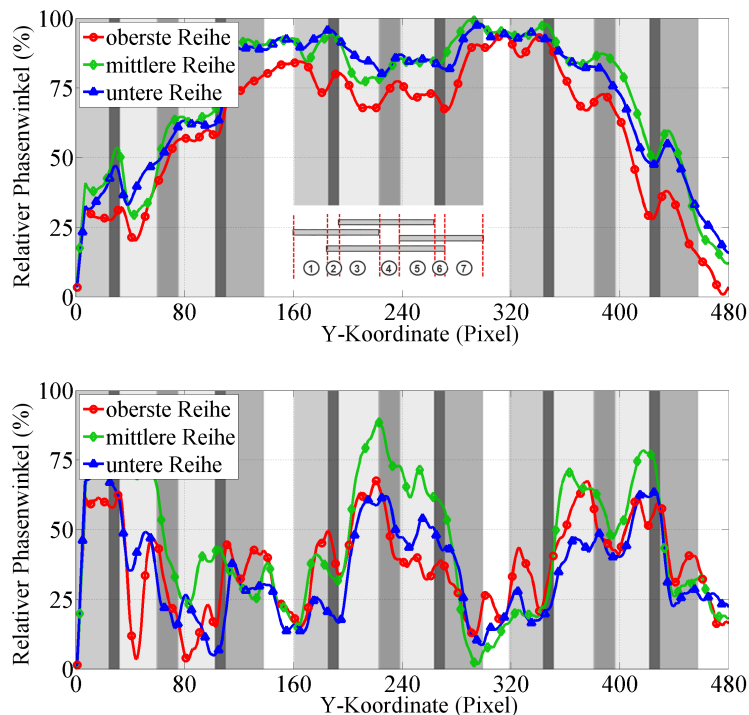 Relativer Phasenwinkel (%)
100
75
50
25
0
oberste Reihe
mittlere Reihe
untere Reihe
1 2 3 4 5 6 7
0 80 160 240 320 400 480
Y-Koordinate (Pixel)
Relativer Phasenwinkel (%)
100
75
50
25
0
oberste Reihe
mittlere Reihe
untere Reihe
0 80 160 240 320 400 480
Y-Koordinate (Pixel)